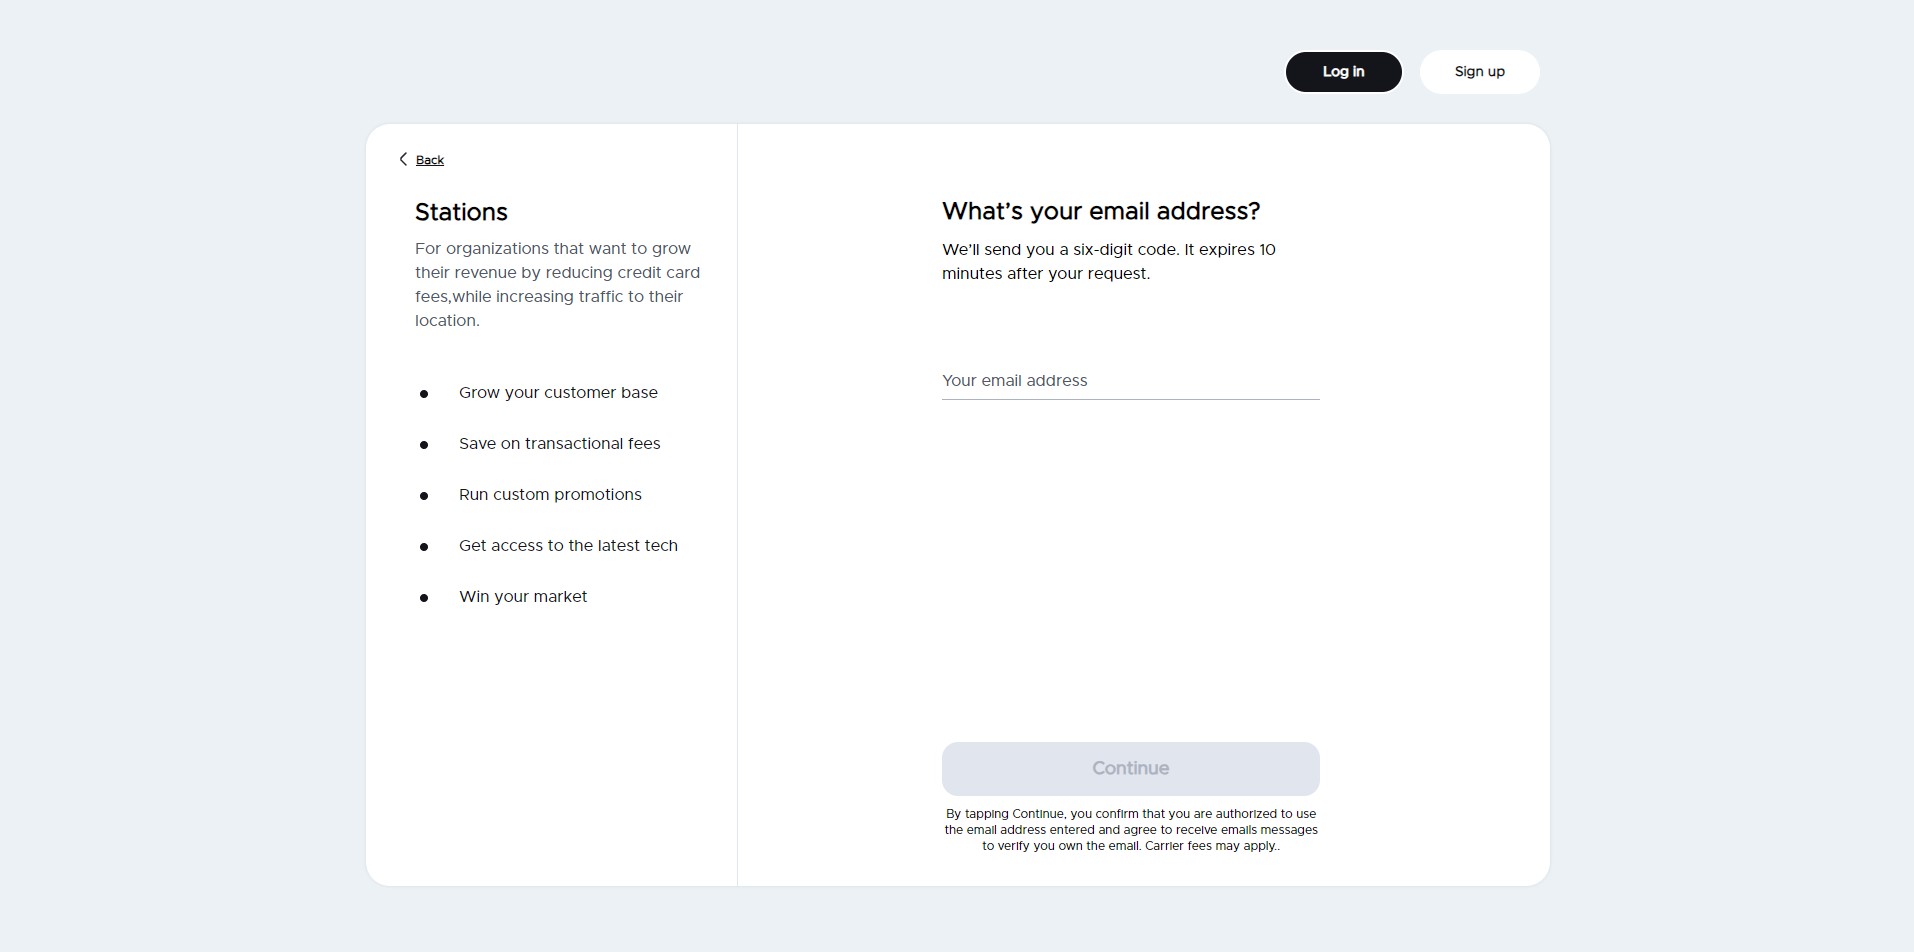 Log in
Sign up
Back
Stations
For organizations that want to grow
their revenue by reducing credit card
fees,while increasing traffic to their
location.
Grow your customer base
Save on transactional fees
Run custom promotions
Get access to the latest tech
Win your market
What’s your email address?
We’ll send you a six-digit code. It expires 10
minutes after your request.
Your email address
Continue
By tapping Continue, you confirm that you are authorized to use
the email address entered and agree to receive emails messages
to verify you own the email. Carrier fees may apply..